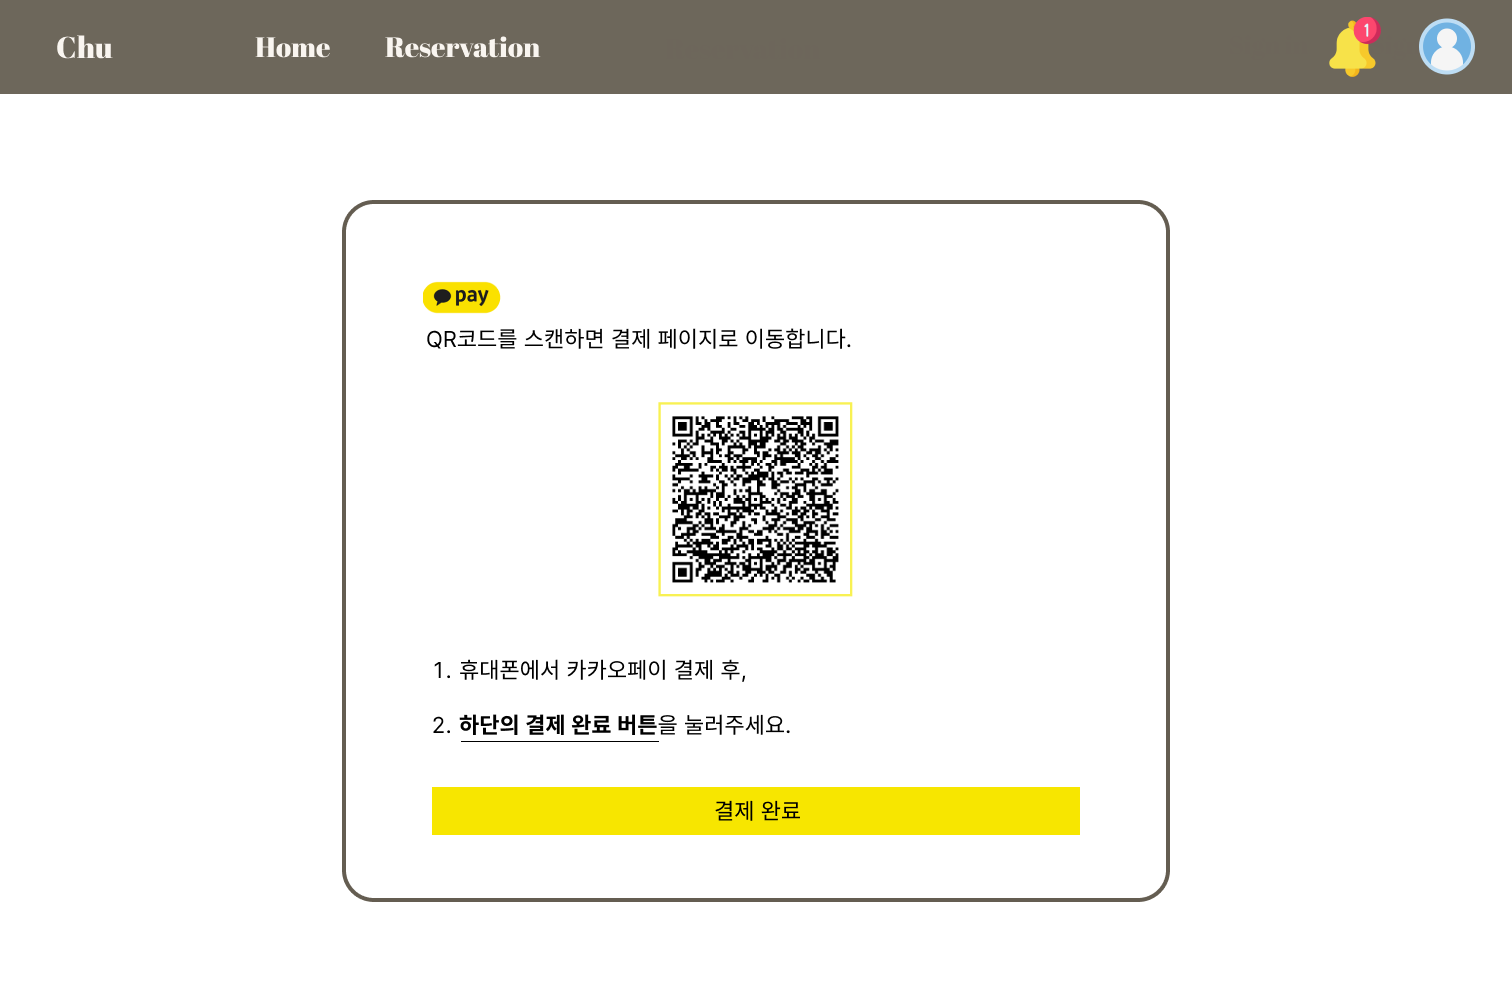 Chu Home Reservation 1
pay
QR코드를 스캔하면 결제 페이지로 이동합니다.
1. 휴대폰에서 카카오페이 결제 후,
2. 하단의 결제 완료 버튼을 눌러주세요.
결제 완료